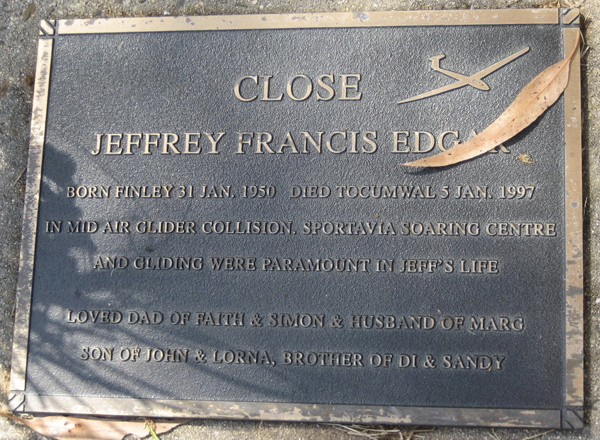 CLOSE
JEFFREY FRANCIS EDGAR
BORN FINLEY 31 JAN. 1950 DIED TOCUMWAL 5 JAN. 1997
IN MID AIR GLIDER COLLISION. SPORTAVIA SOARING CENTRE
AND GLIDING WERE PARAMOUNT IN JEFF'S LIFE
LOVED DAD OF FAITH & SIMON & HUSBAND OF MARG
SON OF JOHN & LORNA, BROTHER OF DI & SANDY